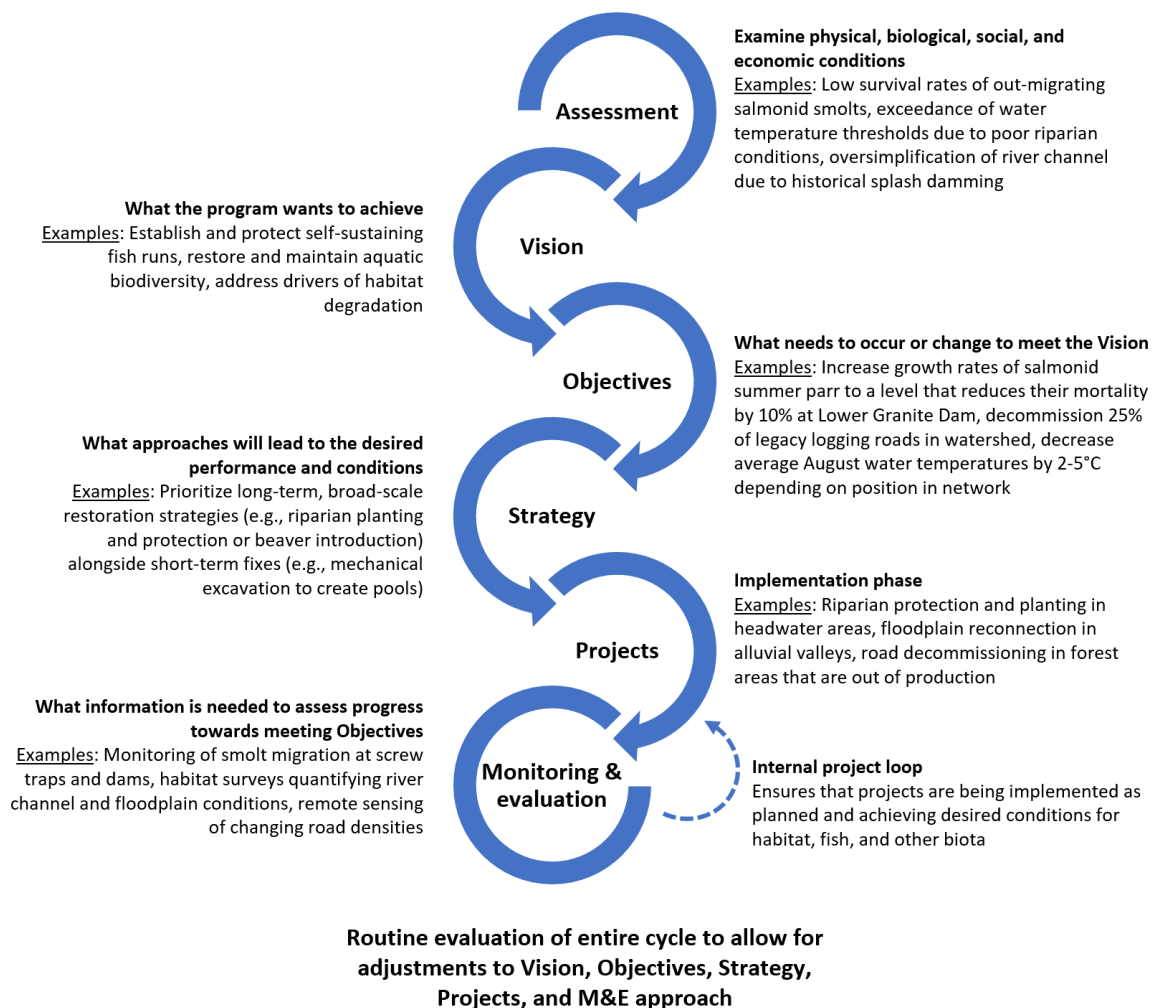 Assessment
Examine physical, biological, social, and
economic conditions
Examples: Low survival rates of out-migrating
salmonid smolts, exceedance of water
temperature thresholds due to poor riparian
conditions, oversimplification of river channel
due to historical splash damming
What the program wants to achieve
Examples: Establish and protect self-sustaining
fish runs, restore and maintain aquatic
biodiversity, address drivers of habitat
degradation
Vision
Objectives
What needs to occur or change to meet the Vision
Examples: Increase growth rates of salmonid
summer parr to a level that reduces their mortality
by 10% at Lower Granite Dam, decommission 25%
of legacy logging roads in watershed, decrease
average August water temperatures by 2-5°C
depending on position in network
What approaches will lead to the desired
performance and conditions
Examples: Prioritize long-term, broad-scale
restoration strategies (e.g., riparian planting
and protection or beaver introduction)
alongside short-term fixes (e.g., mechanical
excavation to create pools)
Strategy
Projects
Implementation phase
Examples: Riparian protection and planting in
headwater areas, floodplain reconnection in
alluvial valleys, road decommissioning in forest
areas that are out of production
What information is needed to assess progress
towards meeting Objectives
Examples: Monitoring of smolt migration at screw
traps and dams, habitat surveys quantifying river
channel and floodplain conditions, remote sensing
of changing road densities
Monitoring &
evaluation
Internal project loop
Ensures that projects are being implemented as
planned and achieving desired conditions for
habitat, fish, and other biota
Routine evaluation of entire cycle to allow for
adjustments to Vision, Objectives, Strategy,
Projects, and M&E approach